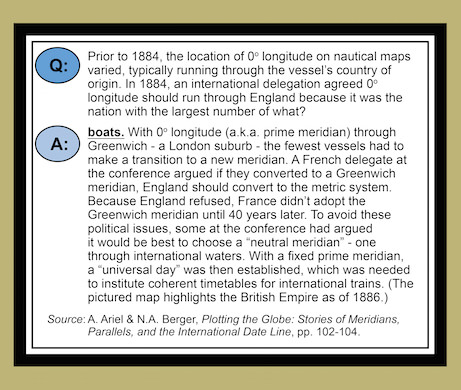 Q:
Prior to 1884, the location of 0° longitude on nautical maps
varied, typically running through the vessel's country of
origin. In 1884, an international delegation agreed 0°
longitude should run through England because it was the
nation with the largest number of what?
A:
boats. With 0° longitude (a.k.a. prime meridian) through
Greenwich - a London suburb - the fewest vessels had to
make a transition to a new meridian. A French delegate at
the conference argued if they converted to a Greenwich
meridian, England should convert to the metric system.
Because England refused, France didn't adopt the
Greenwich meridian until 40 years later. To avoid these
political issues, some at the conference had argued
it would be best to choose a "neutral meridian" - one
through international waters. With a fixed prime meridian,
a "universal day" was then established, which was needed
to institute coherent timetables for international trains. (The
pictured map highlights the British Empire as of 1886.)
Source: A. Ariel & N.A. Berger, Plotting the Globe: Stories of Meridians,
Parallels, and the International Date Line, pp. 102-104.